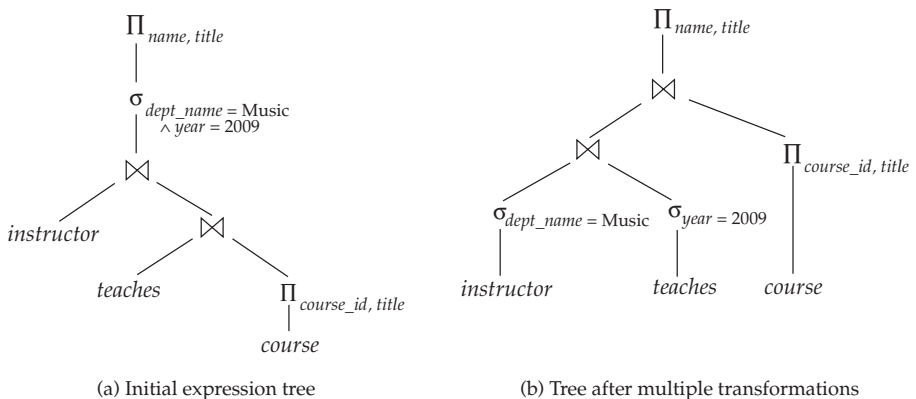 Π name, title
σ dept_name = Music
∧ year = 2009
⋈
instructor
⋈
teaches
Π course_id, title
course
(a) Initial expression tree
Π name, title
⋈
⋈
Π course_id, title
σ dept_name = Music
σ year = 2009
instructor
teaches
course
(b) Tree after multiple transformations